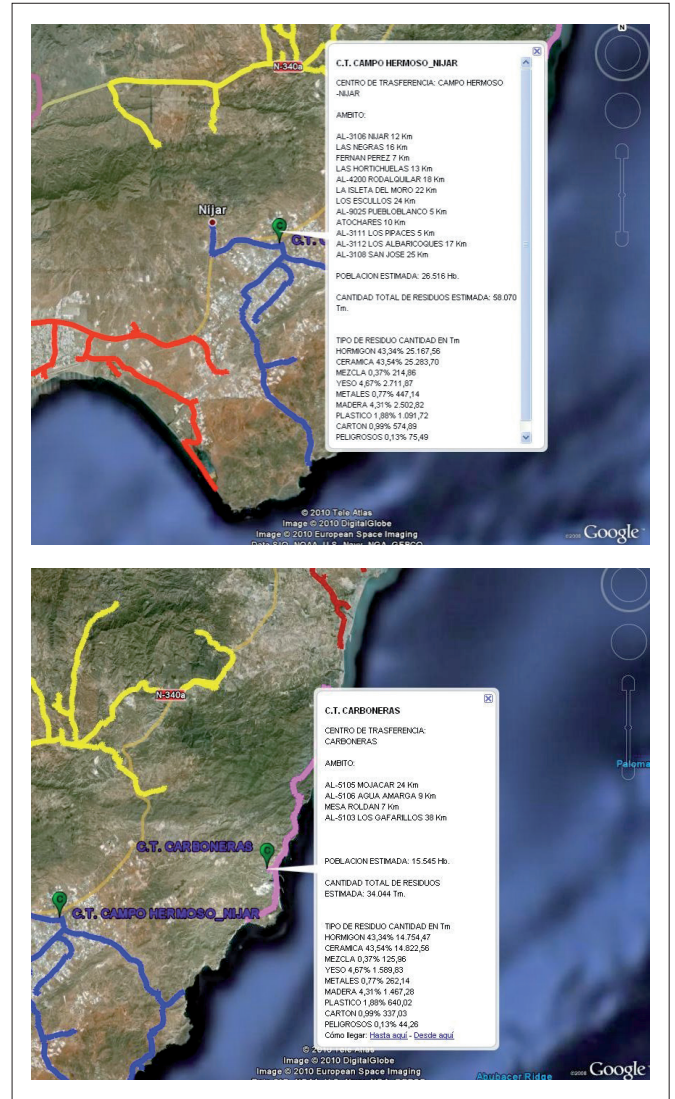 N
N-340a
C.T. CAMPO HERMOSO_NIJAR
CENTRO DE TRASFERENCIA: CAMPO HERMOSO
-NIJAR
AMBITO:
AL-3106 NIJAR 12 Km
LAS NEGRAS 16 Km
FERNAN PEREZ 7 Km
LAS HORTICHUELAS 13 Km
AL-4200 RODALQUILAR 18 Km
LA ISLETA DEL MORO 22 Km
LOS ESCULLOS 24 Km
AL-9025 PUEBLOBLANCO 5 Km
ATOCHARES 10 Km
AL-3111 LOS PIPACES 5 Km
AL-3112 LOS ALBARICOQUES 17 Km
AL-3108 SAN JOSE 25 Km
POBLACION ESTIMADA: 26.516 Hb.
CANTIDAD TOTAL DE RESIDUOS ESTIMADA: 58.070
Tm.
TIPO DE RESIDUO CANTIDAD EN Tm
HORMIGON 43,34% 25.167,56
CERAMICA 43,54% 25.283,70
MEZCLA 0,37% 214,86
YESO 4,67% 2.711,87
METALES 0,77% 447,14
MADERA 4,31% 2.502,82
PLASTICO 1,88% 1.091,72
CARTON 0,99% 574,89
PELIGROSOS 0,13% 75,49
Nijar
C
C.T.
© 2010 Tele Atlas
Image © 2010 DigitalGlobe
Image © 2010 European Space Imaging
Data SIO, NOAA, U.S. Navy, NGA, GEBCO
©2009 Google
N-340a
C.T. CARBONERAS
CENTRO DE TRASFERENCIA:
CARBONERAS
AMBITO:
AL-5105 MOJACAR 24 Km
AL-5106 AGUA AMARGA 9 Km
MESA ROLDAN 7 Km
AL-5103 LOS GAFARILLOS 38 Km
POBLACION ESTIMADA: 15.545 Hb.
CANTIDAD TOTAL DE RESIDUOS
ESTIMADA: 34.044 Tm.
TIPO DE RESIDUO CANTIDAD EN Tm
HORMIGON 43,34% 14.754,47
CERAMICA 43,54% 14.822,56
MEZCLA 0,37% 125,96
YESO 4,67% 1.589,83
METALES 0,77% 262,14
MADERA 4,31% 1.467,28
PLASTICO 1,88% 640,02
CARTON 0,99% 337,03
PELIGROSOS 0,13% 44,26
Cómo llegar: Hasta aquí - Desde aquí
Paloma
C.T. CARBONERAS
C
C
C.T. CAMPO HERMOSO_NIJAR
© 2010 Tele Atlas
Image © 2010 DigitalGlobe
Image © 2010 European Space Imaging
Abubacer Ridge
©2009 Google